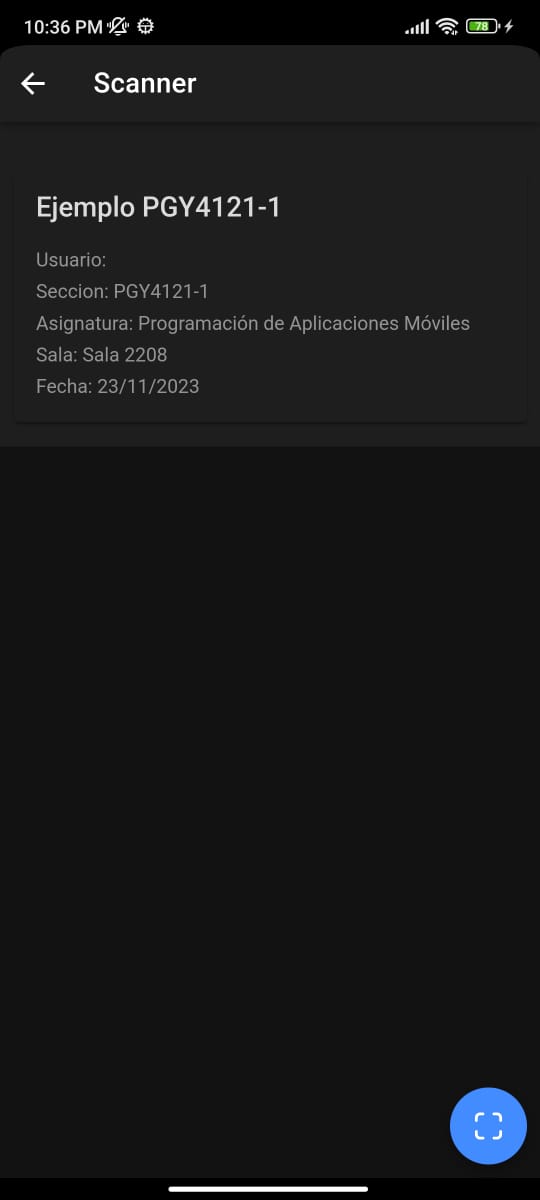 10:36 PM
78
Scanner
Ejemplo PGY4121-1
Usuario:
Seccion: PGY4121-1
Asignatura: Programación de Aplicaciones Móviles
Sala: Sala 2208
Fecha: 23/11/2023